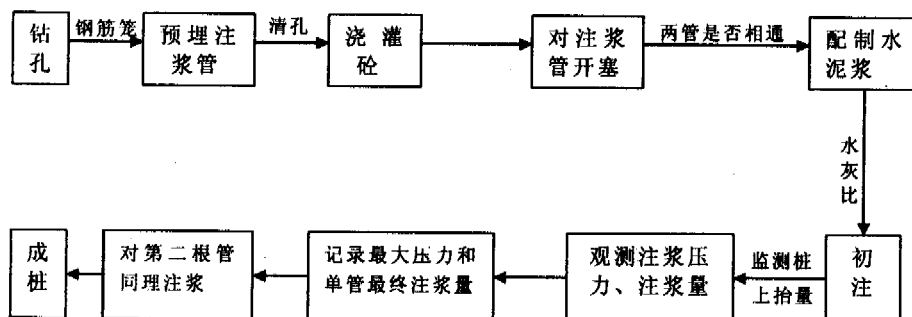 钻
孔
钢筋笼
预埋注
浆管
清孔
浇灌
砼
对注浆
管开塞
两管是否相通
配制水
泥浆
水
灰
比
初
注
监测桩
上抬量
观测注浆压
力、注浆量
记录最大压力和
单管最终注浆量
对第二根管
同理注浆
成
桩